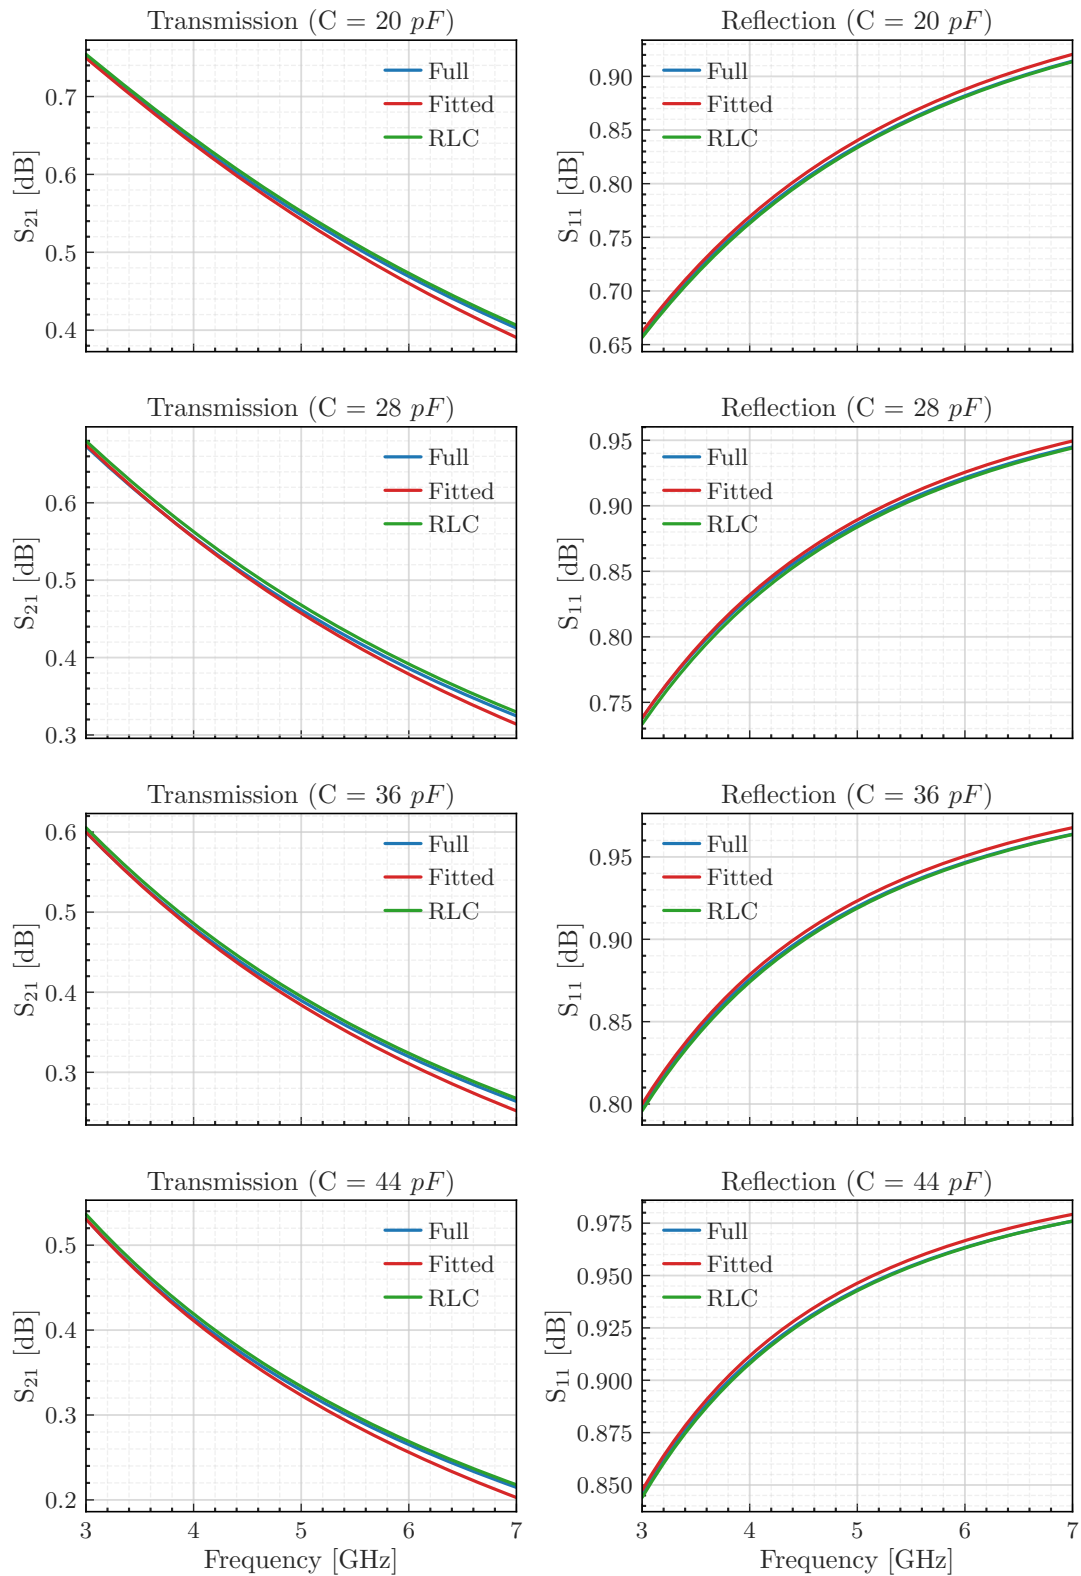 Transmission (C = 20 pF)
0.7
0.6
0.5
0.4
S21 [dB]
Full
Fitted
RLC
Reflection (C = 20 pF)
0.90
0.85
0.80
0.75
0.70
0.65
S11 [dB]
Full
Fitted
RLC
Transmission (C = 28 pF)
0.6
0.5
0.4
0.3
S21 [dB]
Full
Fitted
RLC
Reflection (C = 28 pF)
0.95
0.90
0.85
0.80
0.75
S11 [dB]
Full
Fitted
RLC
Transmission (C = 36 pF)
0.6
0.5
0.4
0.3
S21 [dB]
Full
Fitted
RLC
Reflection (C = 36 pF)
0.95
0.90
0.85
0.80
S11 [dB]
Full
Fitted
RLC
Transmission (C = 44 pF)
0.5
0.4
0.3
0.2
S21 [dB]
Full
Fitted
RLC
3 4 5 6 7
Frequency [GHz]
Reflection (C = 44 pF)
0.975
0.950
0.925
0.900
0.875
0.850
S11 [dB]
Full
Fitted
RLC
3 4 5 6 7
Frequency [GHz]